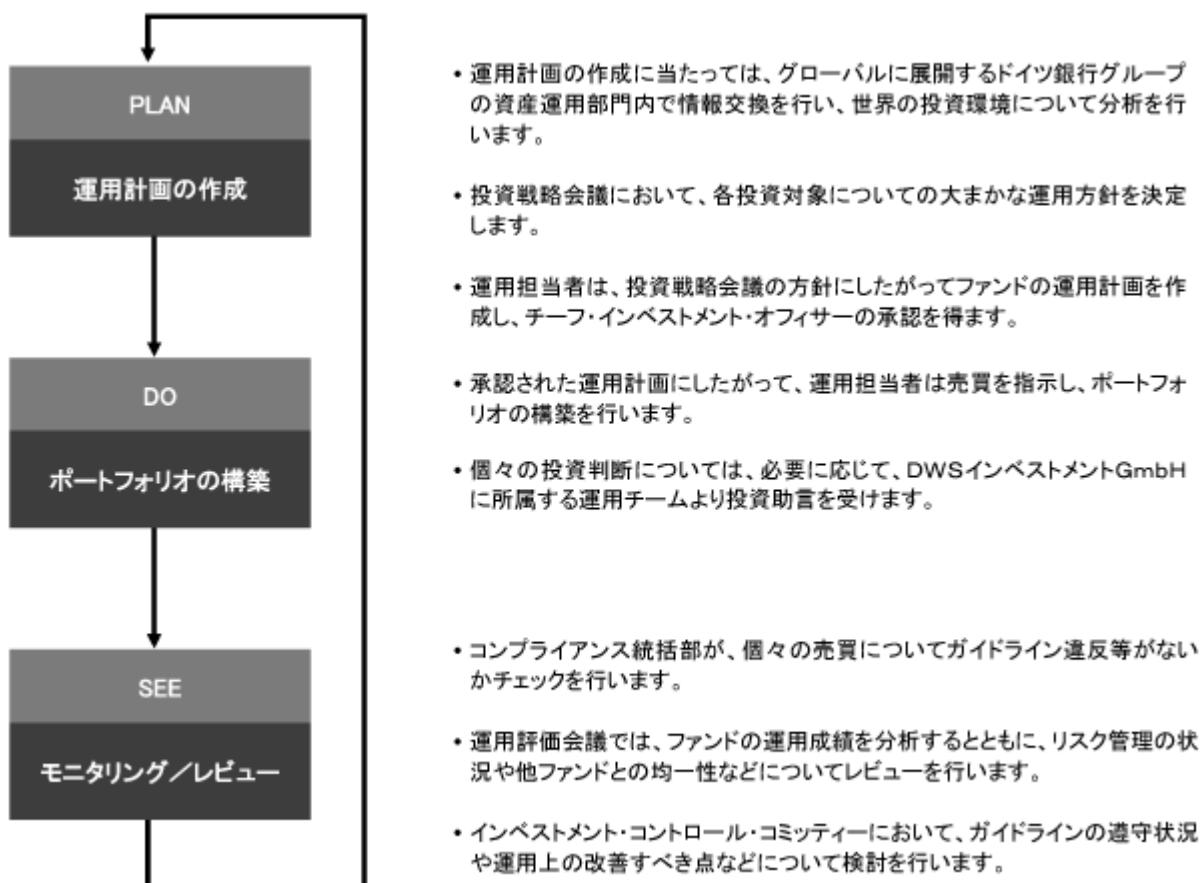 PLAN
運用計画の作成
• 運用計画の作成に当たっては、グローバルに展開するドイツ銀行グループ
の資産運用部門内で情報交換を行い、世界の投資環境について分析を行
います。
• 投資戦略会議において、各投資対象についての大まかな運用方針を決定
します。
• 運用担当者は、投資戦略会議の方針にしたがってファンドの運用計画を作
成し、チーフ・インベストメント・オフィサーの承認を得ます。
DO
ポートフォリオの構築
• 承認された運用計画にしたがって、運用担当者は売買を指示し、ポートフォ
リオの構築を行います。
• 個々の投資判断については、必要に応じて、DWSインベストメントGmbH
に所属する運用チームより投資助言を受けます。
SEE
モニタリング／レビュー
• コンプライアンス統括部が、個々の売買についてガイドライン違反等がない
かチェックを行います。
• 運用評価会議では、ファンドの運用成績を分析するとともに、リスク管理の状
況や他ファンドとの均一性などについてレビューを行います。
• インベストメント・コントロール・コミッティーにおいて、ガイドラインの遵守状況
や運用上の改善すべき点などについて検討を行います。